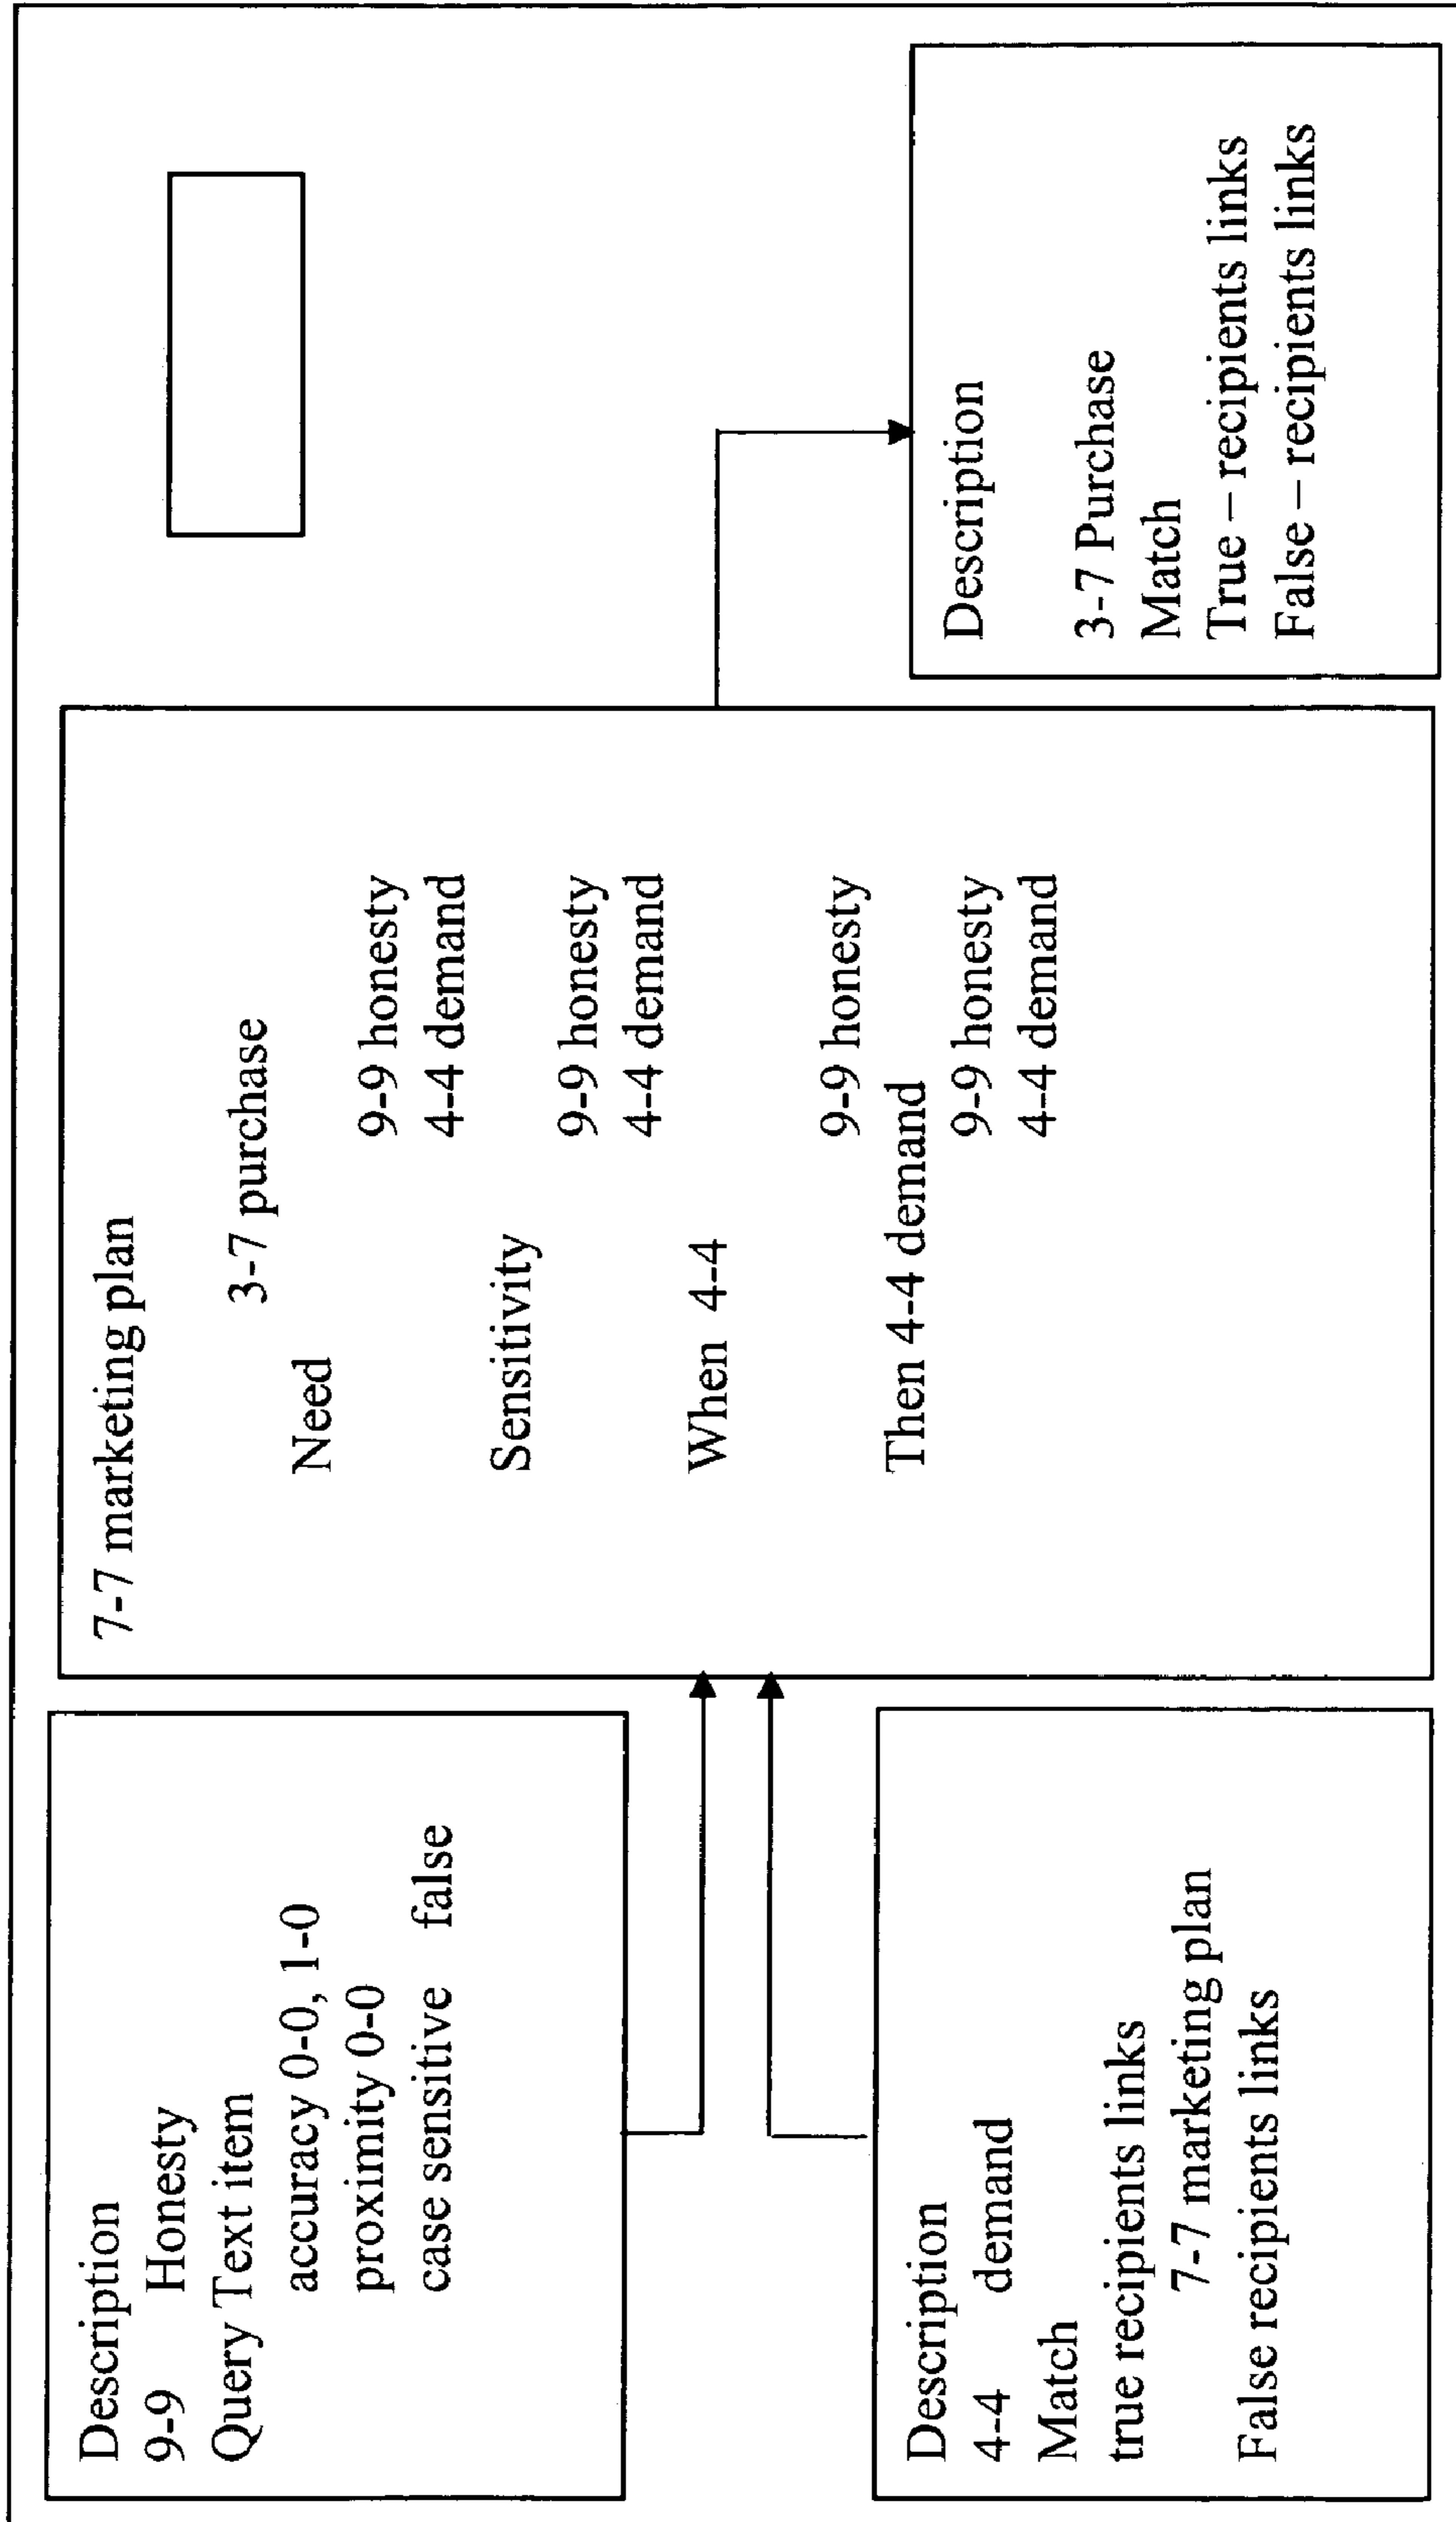 Description
9-9 Honesty
Query Text item
accuracy 0-0, 1-0
proximity 0-0
case sensitive false
Description
4-4 demand
Match
true recipients links
7-7 marketing plan
False recipients links
7-7 marketing plan
3-7 purchase
Need
9-9 honesty
4-4 demand
Sensitivity
9-9 honesty
4-4 demand
When 4-4
9-9 honesty
Then 4-4 demand
9-9 honesty
4-4 demand
Description
3-7 Purchase
Match
True – recipients links
False – recipients links